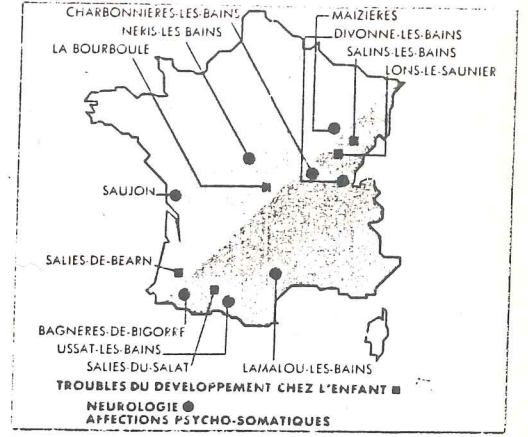 CHARBONNIERES-LES-BAINS
MAIZIÈRES
NERIS-LES BAINS
DIVONNE-LES-BAINS
LA BOURBOULE
SALINS-LES-BAINS
LONS-LE-SAUNIER
SAUJON
SALIES-DE-BEARN
BAGNERES-DE-BIGORRE
USSAT-LES-BAINS
SALIES-DU-SALAT
LAMALOU-LES-BAINS
TROUBLES DU DEVELOPPEMENT CHEZ L'ENFANT
NEUROLOGIE
AFFECTIONS PSYCHO-SOMATIQUES